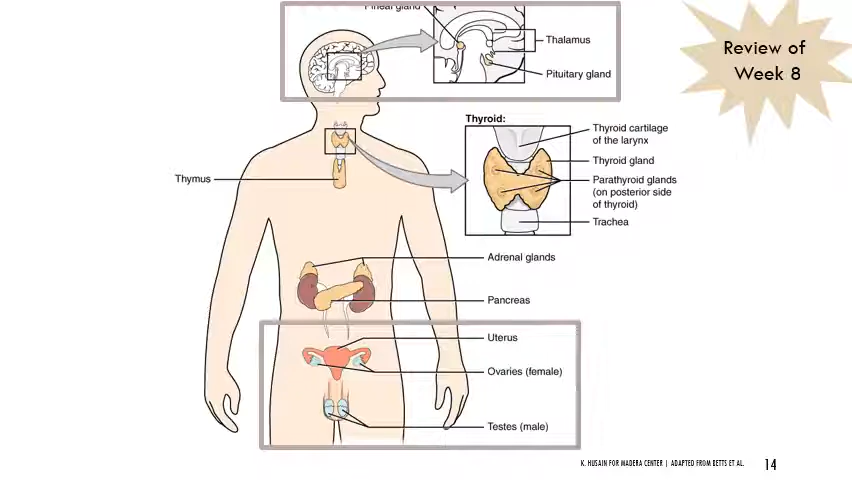 Pineal gland
Thalamus
Pituitary gland
Review of
Week 8
Thyroid:
Thyroid cartilage
of the larynx
Thyroid gland
Parathyroid glands
(on posterior side
of thyroid)
Trachea
Thymus
Adrenal glands
Pancreas
Uterus
Ovaries (female)
Testes (male)
K. HUSAIN FOR MADERA CENTER | ADAPTED FROM BETTS ET AL.
14